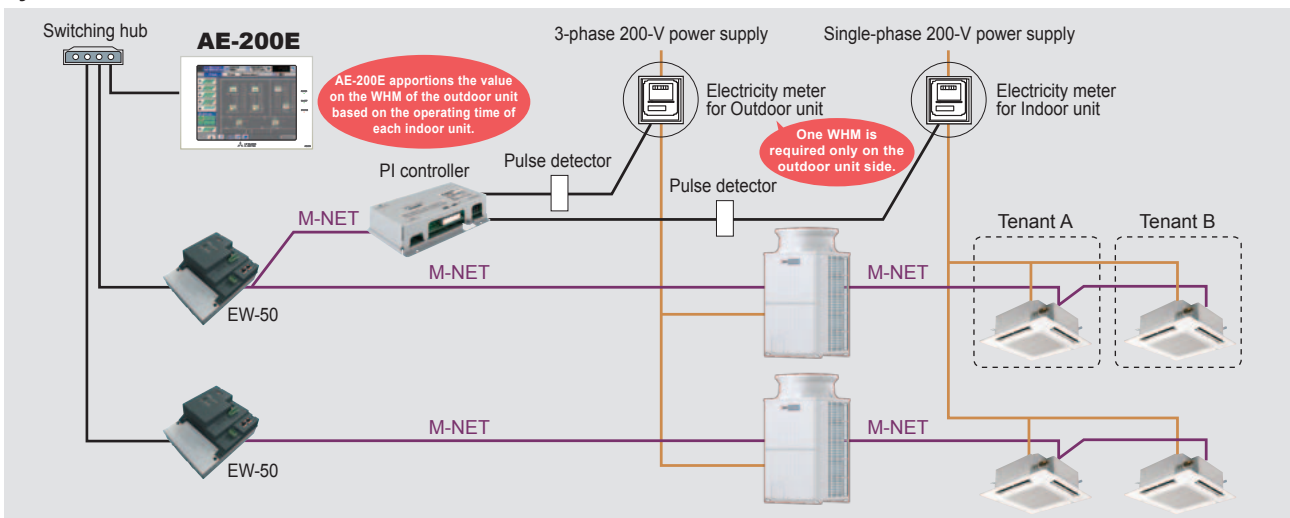 Switching hub
AE-200E
AE-200E apportions the value
on the WHM of the outdoor unit
based on the operating time of
each indoor unit.
3-phase 200-V power supply
Single-phase 200-V power supply
Electricity meter
for Outdoor unit
Electricity meter
for Indoor unit
One WHM is
required only on the
outdoor unit side.
PI controller
Pulse detector
Pulse detector
M-NET
Tenant A
Tenant B
M-NET
M-NET
EW-50
M-NET
M-NET
EW-50